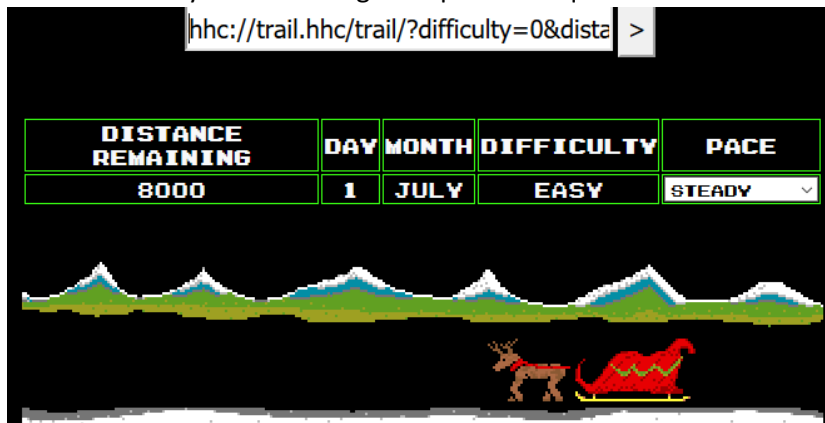 hhc://trail.hhc/trail/?difficulty=0&dista >
DISTANCE REMAINING DAY MONTH DIFFICULTY PACE
8000 1 JULY EASY STEADY